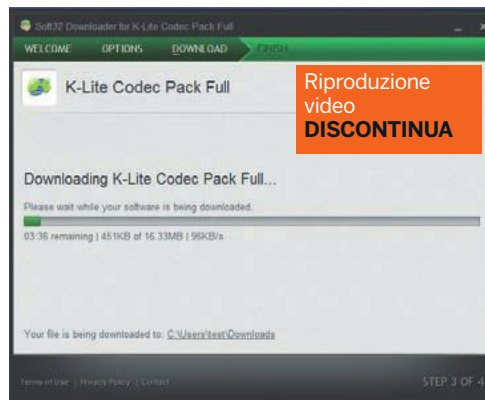 Soft32 Downloader for K-Lite Codec Pack Full
WELCOME OPTIONS DOWNLOAD FINISH
K-Lite Codec Pack Full
Riproduzione
video
DISCONTINUA
Downloading K-Lite Codec Pack Full...
Please wait while your software is being downloaded.
03:36 remaining | 451KB of 16.33MB | 96KB/s
Your file is being downloaded to: C:\Users\test\Downloads
Terms of Use | Privacy Policy | Contact
STEP 3 OF 4